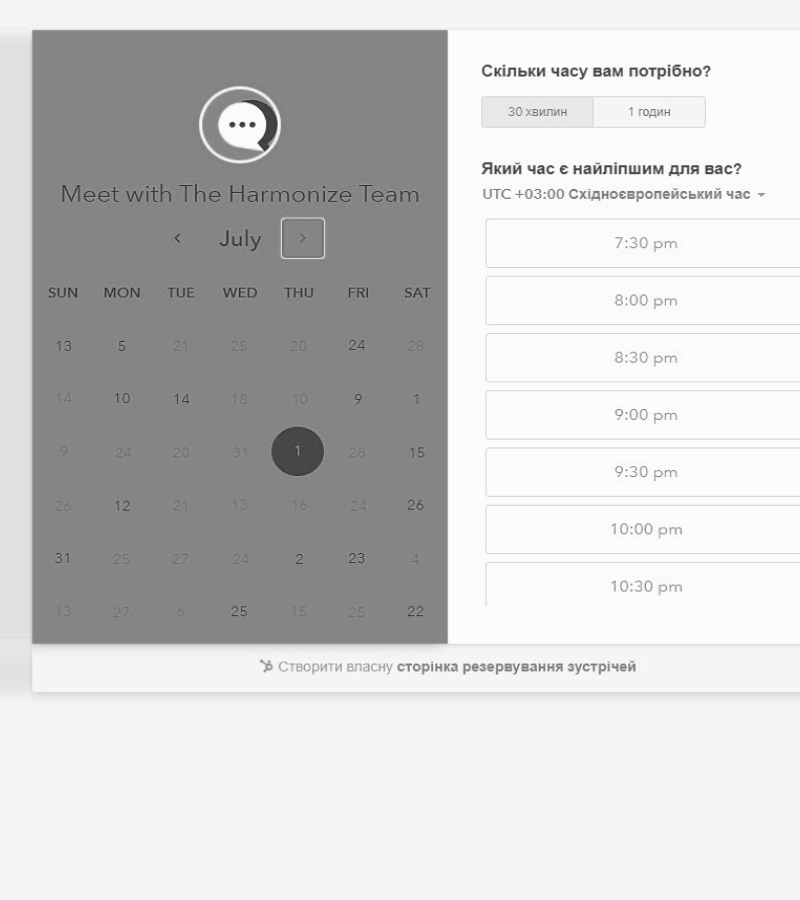 Meet with The Harmonize Team
July
SUN MON TUE WED THU FRI SAT
13 5 21 25 20 24 28
14 10 14 18 10 9 1
9 24 20 31 1 28 15
26 12 21 13 16 24 26
31 25 27 24 2 23 4
13 27 6 25 15 25 22
Скільки часу вам потрібно?
30 хвилин 1 годин
Який час є найліпшим для вас?
UTC +03:00 Східноєвропейський час
7:30 pm
8:00 pm
8:30 pm
9:00 pm
9:30 pm
10:00 pm
10:30 pm
Створити власну сторінка резервування зустрічей